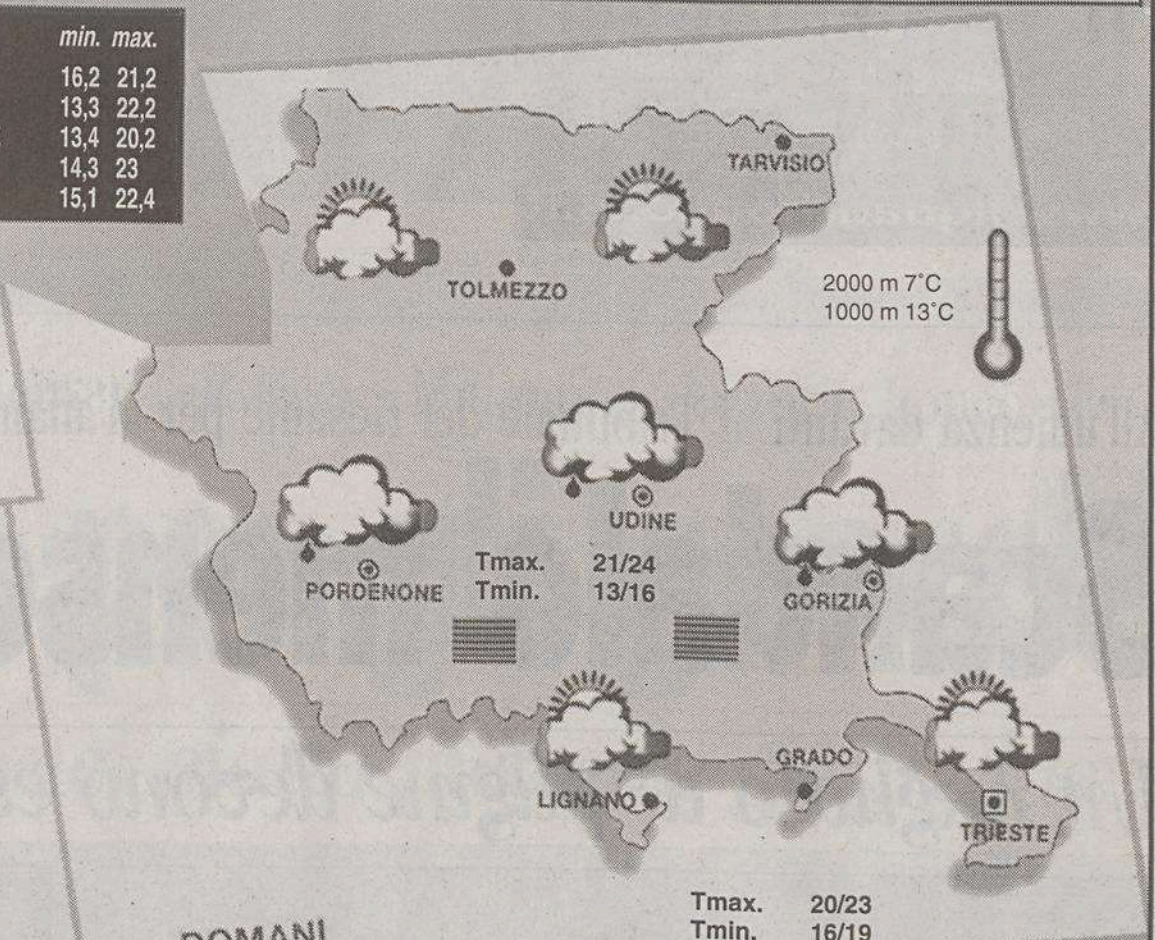 min. max.
16,2 21,2
13,3 22,2
13,4 20,2
14,3 23
15,1 22,4
TARVISIO
TOLMEZZO
2000 m 7°C
1000 m 13°C
UDINE
PORDENONE
Tmax. 21/24
Tmin. 13/16
GORIZIA
GRADO
LIGNANO
TRIESTE
Tmax. 20/23
Tmin. 16/19
DOMANI